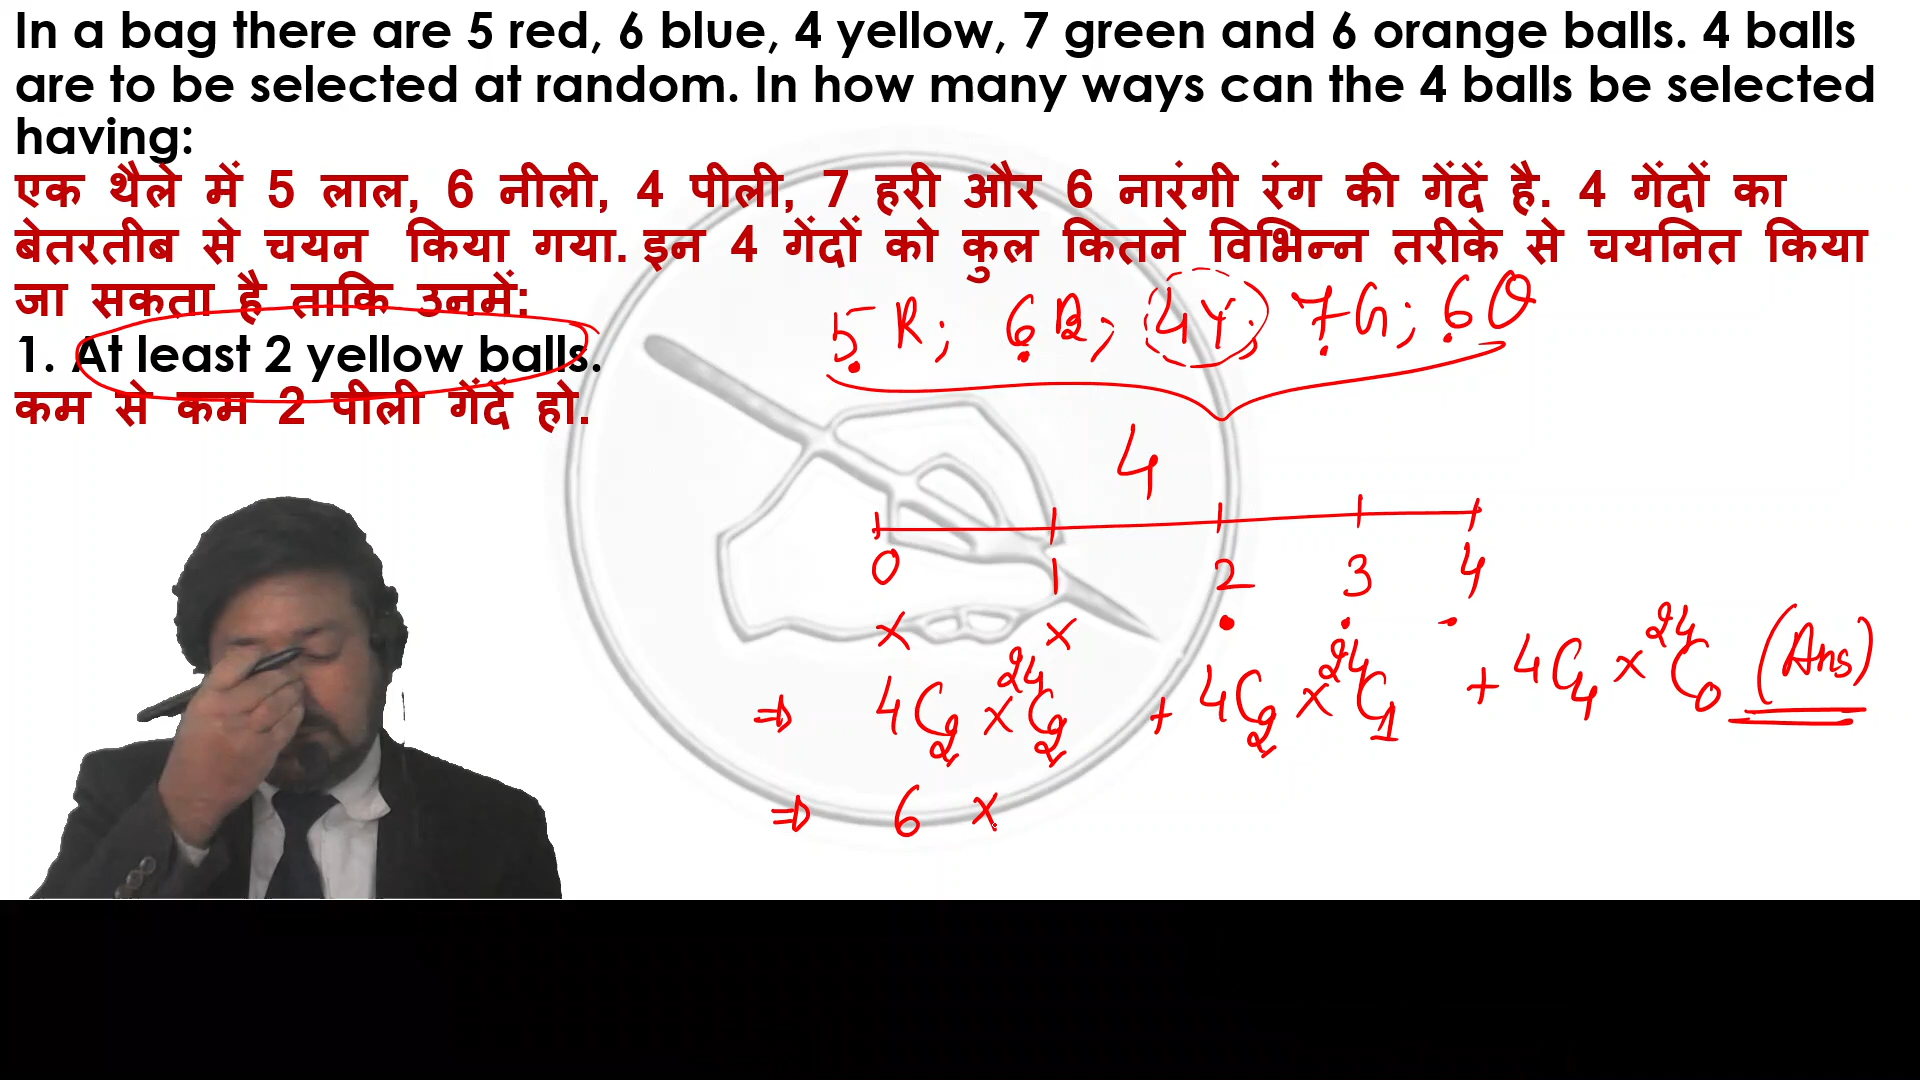 In a bag there are 5 red, 6 blue, 4 yellow, 7 green and 6 orange balls. 4 balls
are to be selected at random. In how many ways can the 4 balls be selected
having:
एक थैले में 5 लाल, 6 नीली, 4 पीली, 7 हरी और 6 नारंगी रंग की गेंदें है. 4 गेंदों का
बेतरतीब से चयन किया गया. इन 4 गेंदों को कुल कितने विभिन्न तरीके से चयनित किया
जा सकता है ताकि उनमें:
5R; 6B; 4Y; 7G; 6O
1. At least 2 yellow balls.
कम से कम 2 पीली गेंदें हो.
4
0 1 2 3 4
x x
⇒ 4C₂ x ²⁴C₂ + 4C₂ x ²⁴C₁ + 4C₄ x ²⁴C₀ (Ans)
⇒ 6 x